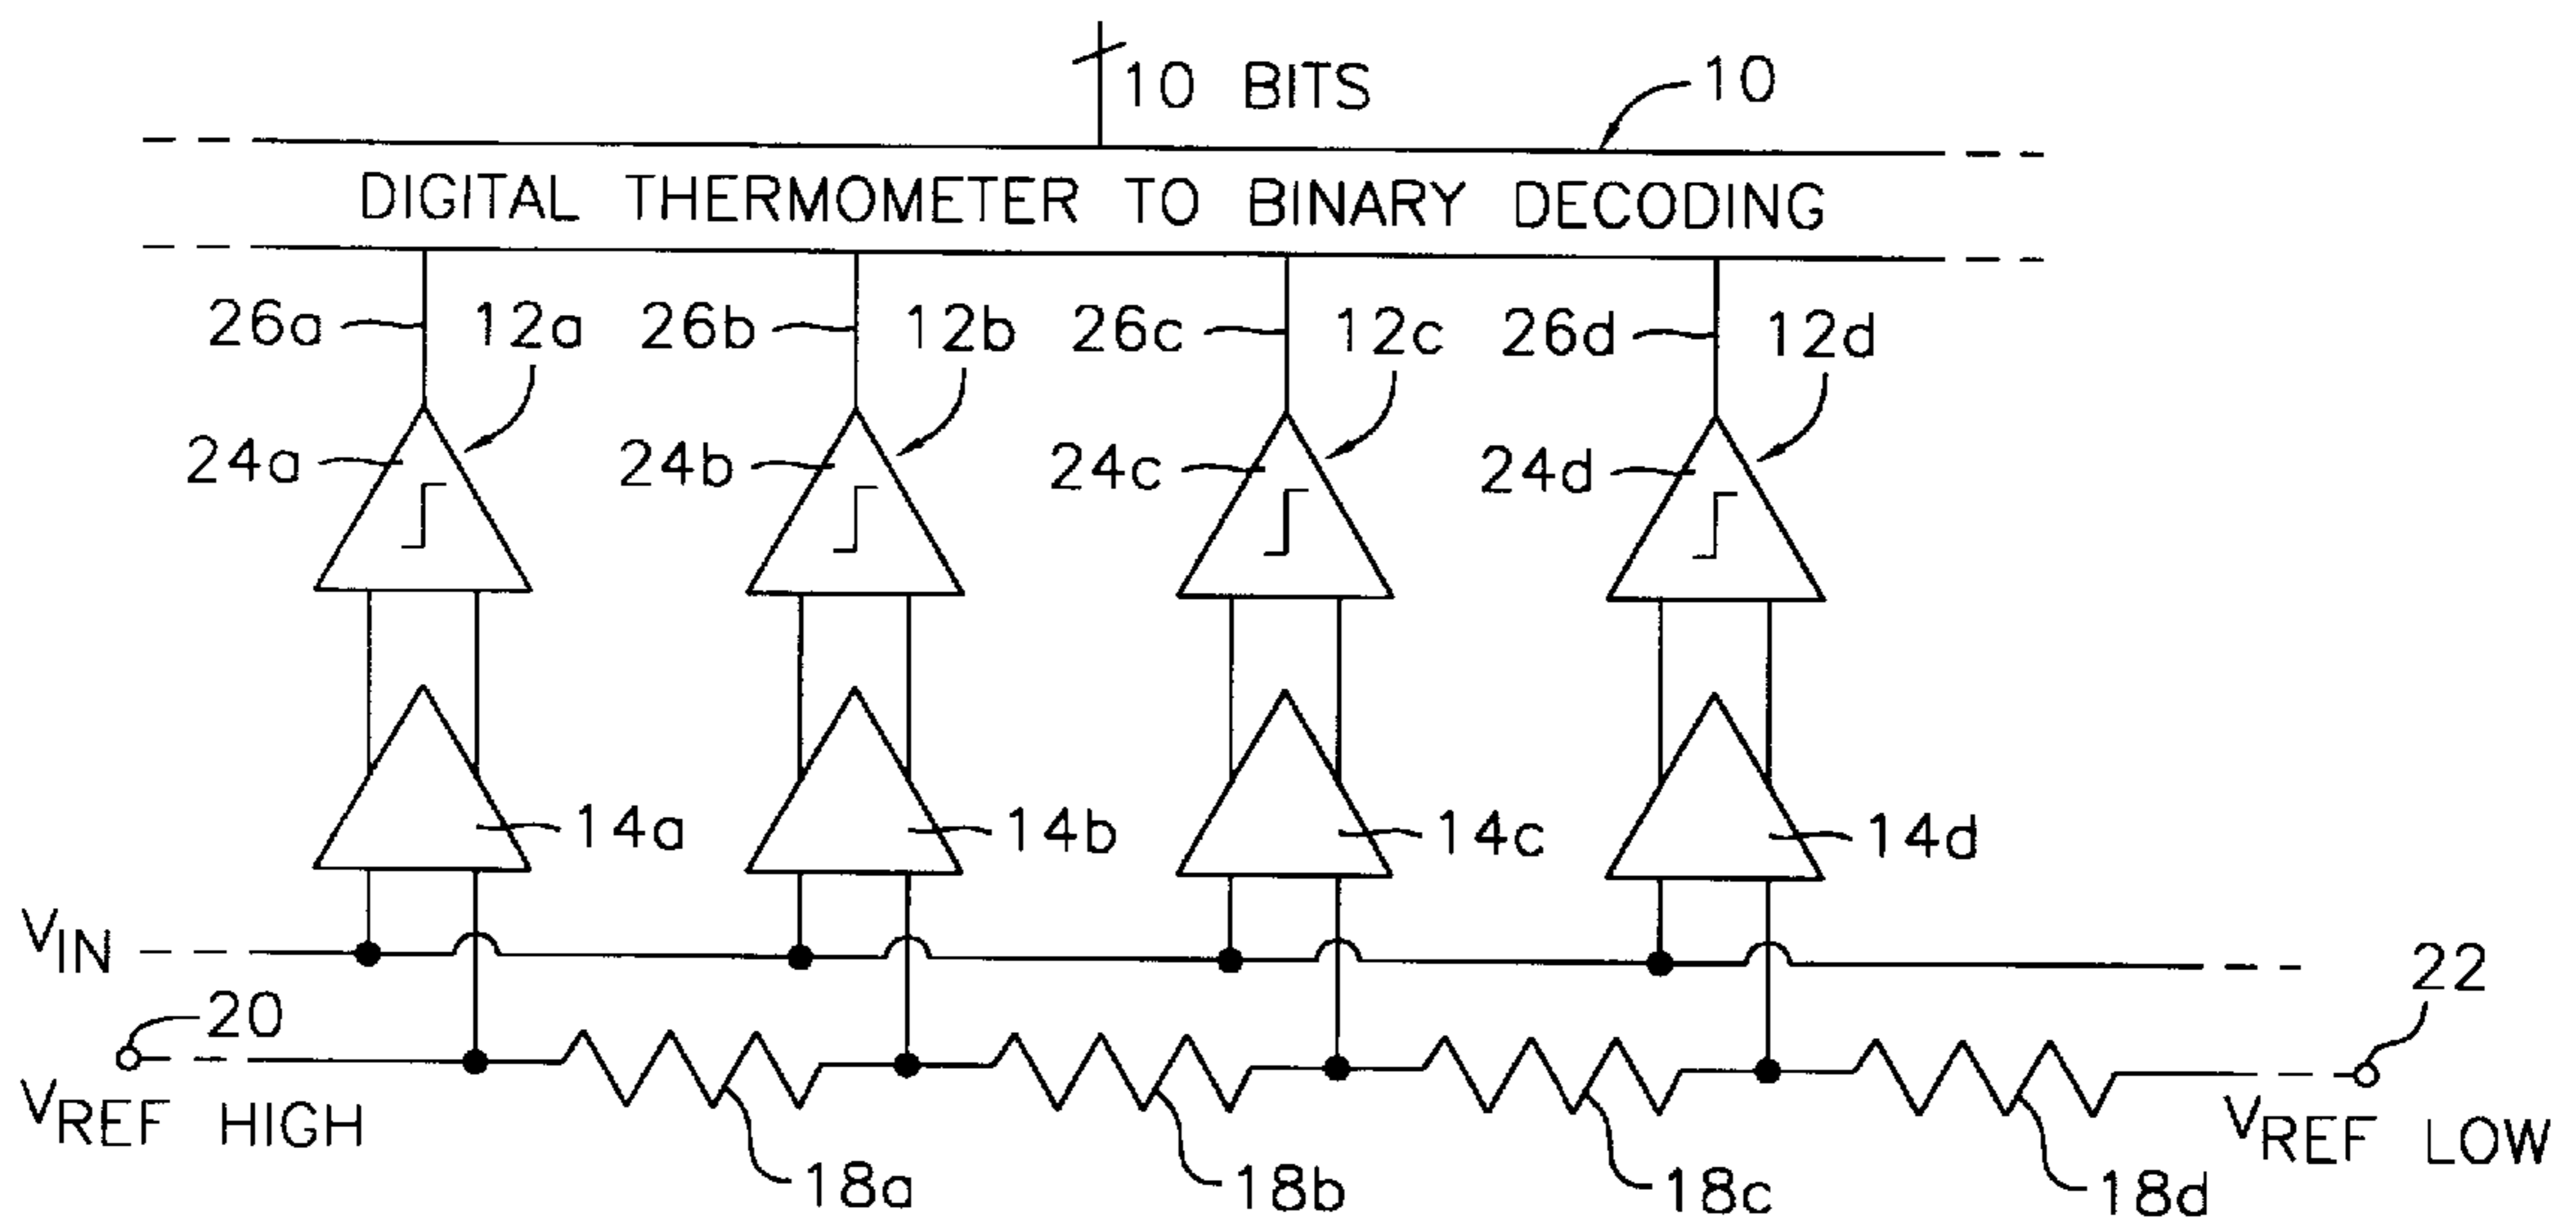 10 BITS
10
DIGITAL THERMOMETER TO BINARY DECODING
26a 12a 26b 12b 26c 12c 26d 12d
24a 24b 24c 24d
14a 14b 14c 14d
VIN
20 22
VREF HIGH VREF LOW
18a 18b 18c 18d